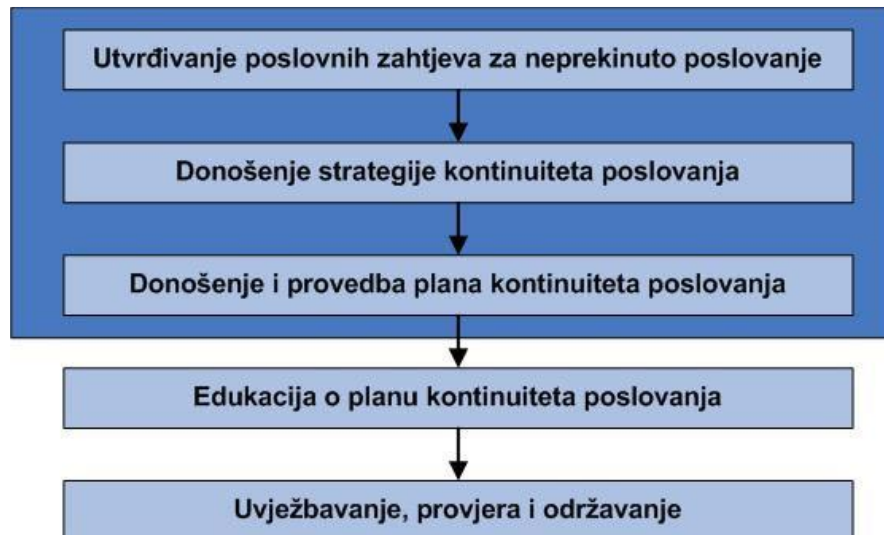 Utvrđivanje poslovnih zahtjeva za neprekinuto poslovanje
Donošenje strategije kontinuiteta poslovanja
Donošenje i provedba plana kontinuiteta poslovanja
Edukacija o planu kontinuiteta poslovanja
Uvježbavanje, provjera i održavanje